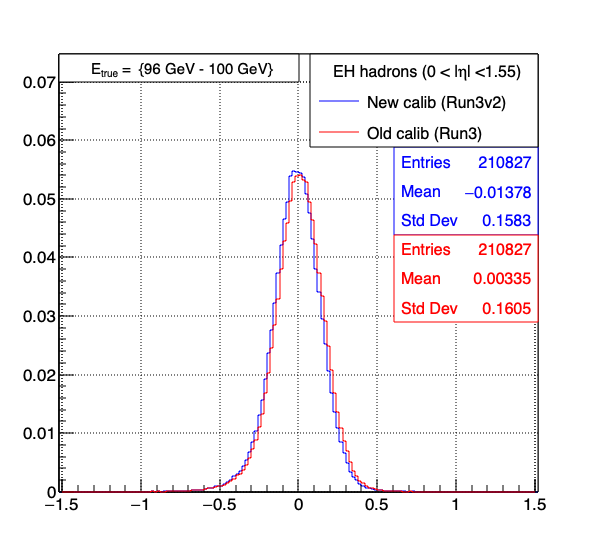 E_true = {96 GeV - 100 GeV}
EH hadrons (0 < |η| <1.55)
New calib (Run3v2)
Old calib (Run3)
Entries 210827
Mean −0.01378
Std Dev 0.1583
Entries 210827
Mean 0.00335
Std Dev 0.1605
0.07
0.06
0.05
0.04
0.03
0.02
0.01
0
−1.5 −1 −0.5 0 0.5 1 1.5